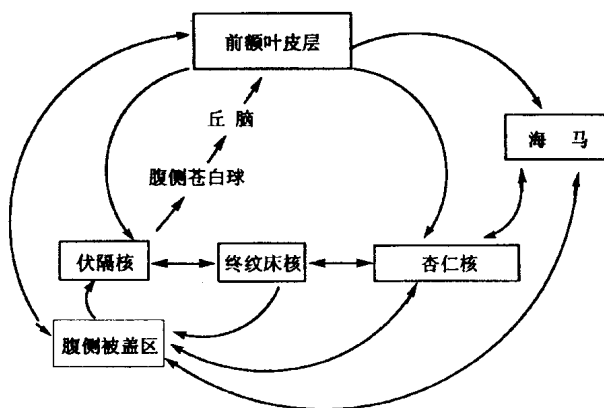 前额叶皮层
丘 脑
海 马
腹侧苍白球
伏隔核
终纹床核
杏仁核
腹侧被盖区